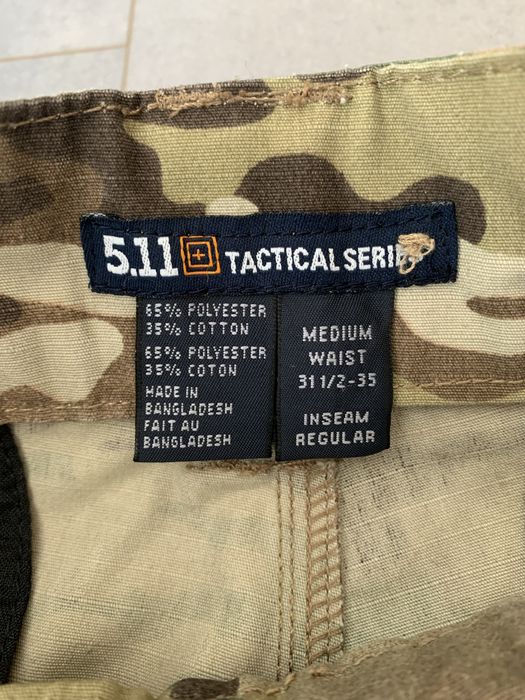 5.11 TACTICAL SERI
65% POLYESTER
35% COTTON
65% POLYESTER
35% COTON
MADE IN
BANGLADESH
FAIT AU
BANGLADESH
MEDIUM
WAIST
31 1/2-35
INSEAM
REGULAR